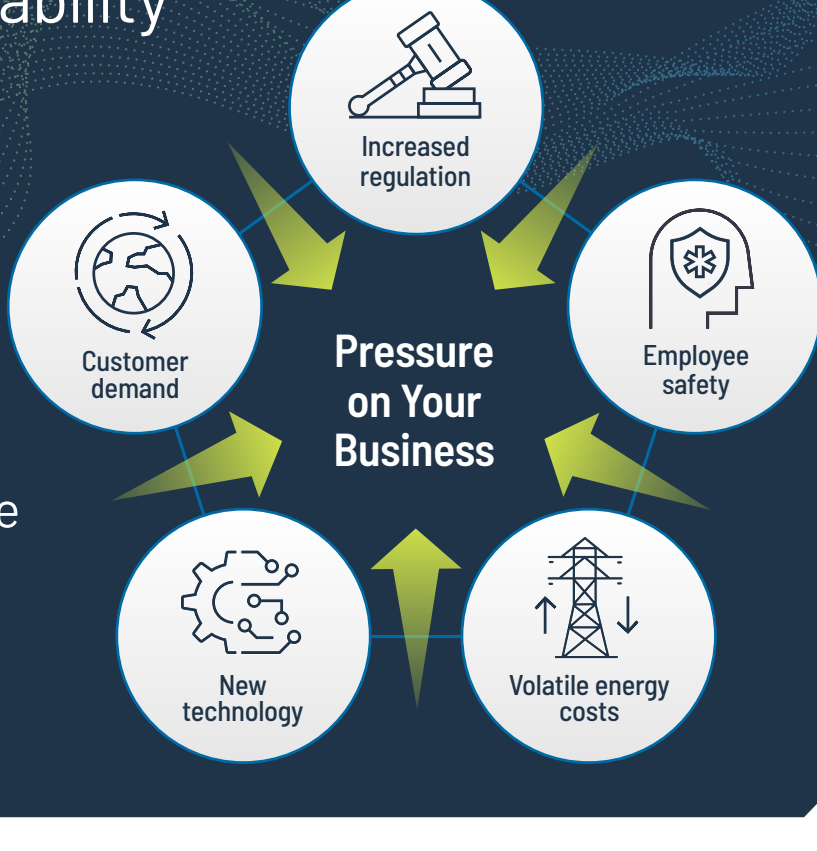 ability
Increased
regulation
Customer
demand
Employee
safety
Pressure
on Your
Business
e
New
technology
Volatile energy
costs